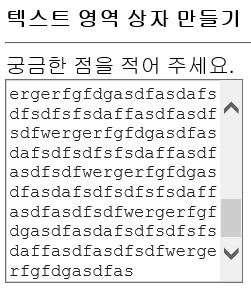 텍스트 영역 상자 만들기
궁금한 점을 적어 주세요.
ergerfgfdgasdfasdafs
dfsdfsfsdaffasdfasdf
sdfwergerfgfdgasdfas
dafsdfsdfsfsdaffasdf
asdfsdfwergerfgfdgas
dfasdafsdfsdfsfsdaff
asdfasdfsdfwergerfgf
dgasdfasdafsdfsdfsfs
daffasdfasdfsdfwerge
rfgfdgasdfas